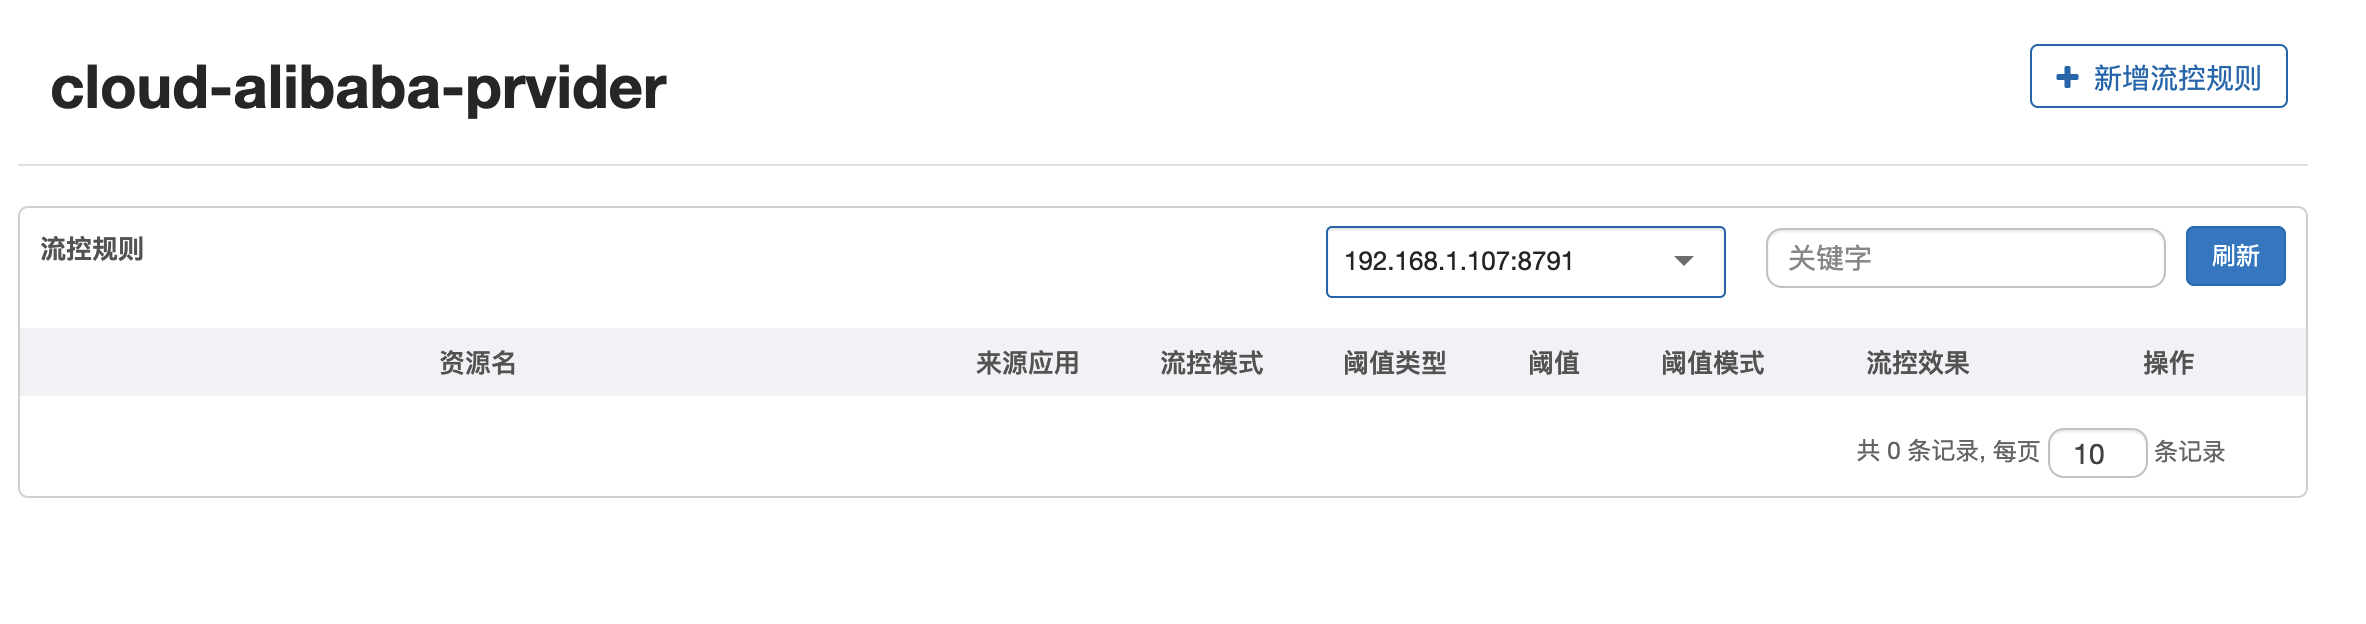 cloud-alibaba-prvider
+ 新增流控规则
流控规则
192.168.1.107:8791
关键字
刷新
资源名 来源应用 流控模式 阈值类型 阈值 阈值模式 流控效果 操作
共 0 条记录, 每页 10 条记录